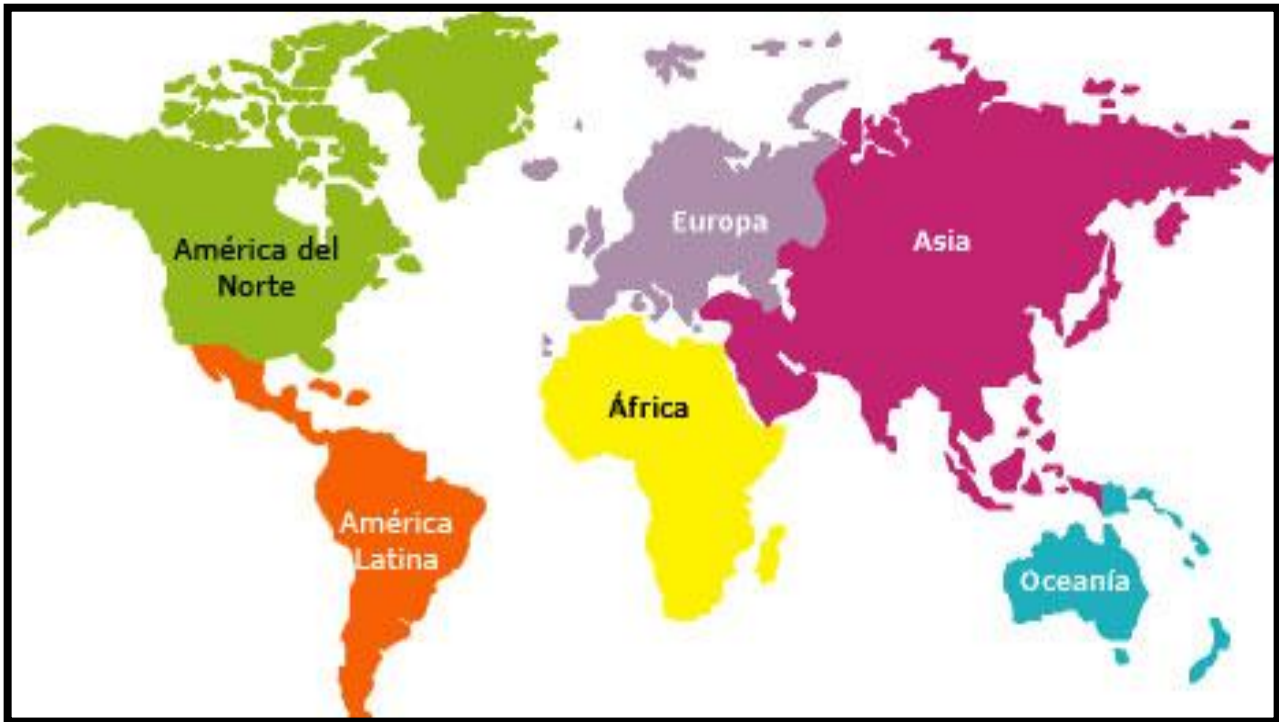 América del
Norte
Europa
Asia
África
América
Latina
Oceanía